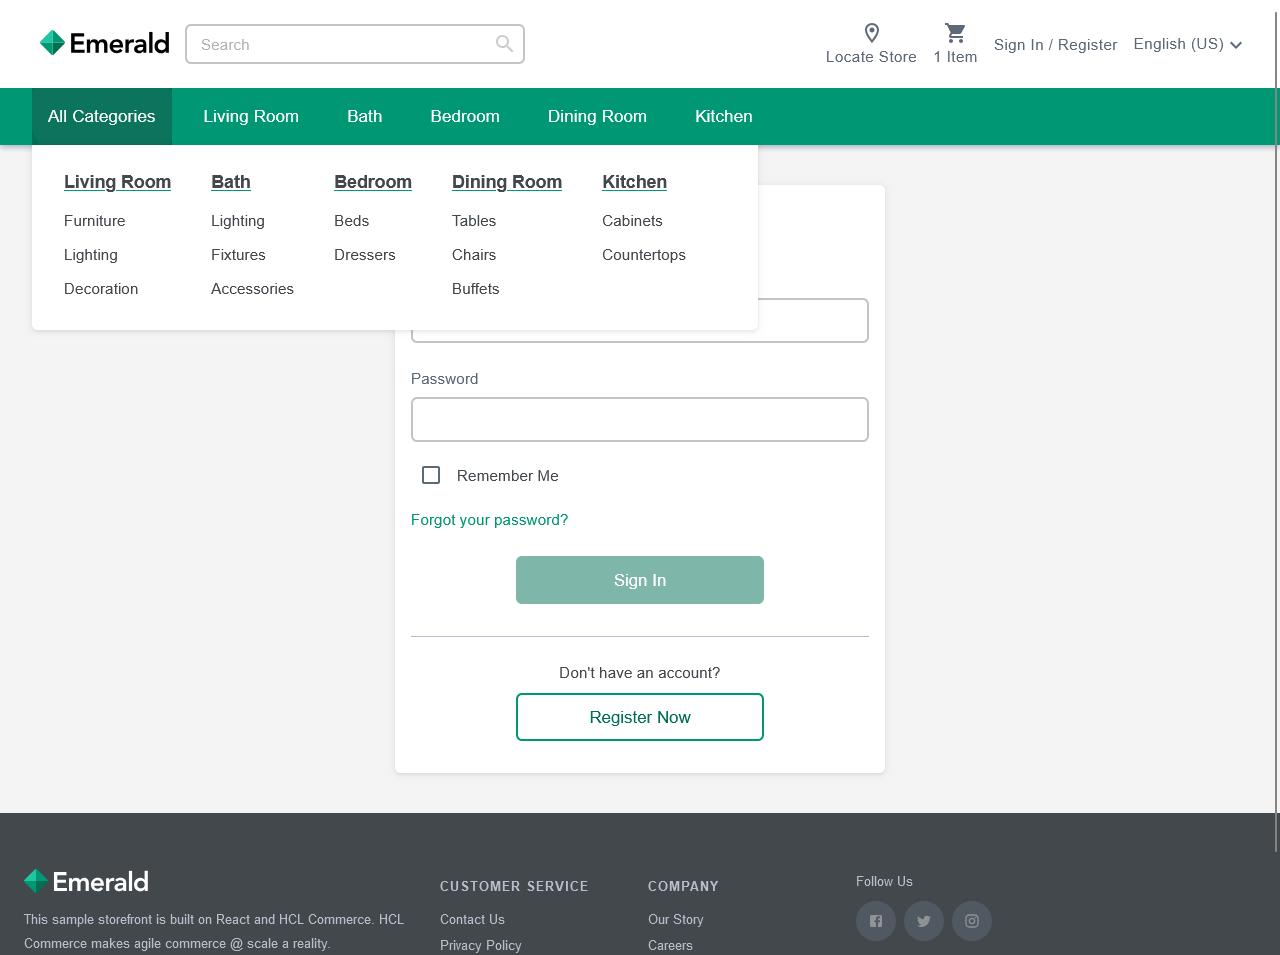 Emerald
Search
Locate Store
1 Item
Sign In / Register
English (US)
All Categories
Living Room
Bath
Bedroom
Dining Room
Kitchen
Living Room
Furniture
Lighting
Decoration
Bath
Lighting
Fixtures
Accessories
Bedroom
Beds
Dressers
Dining Room
Tables
Chairs
Buffets
Kitchen
Cabinets
Countertops
Password
Remember Me
Forgot your password?
Sign In
Don't have an account?
Register Now
Emerald
This sample storefront is built on React and HCL Commerce. HCL
Commerce makes agile commerce @ scale a reality.
CUSTOMER SERVICE
Contact Us
Privacy Policy
COMPANY
Our Story
Careers
Follow Us